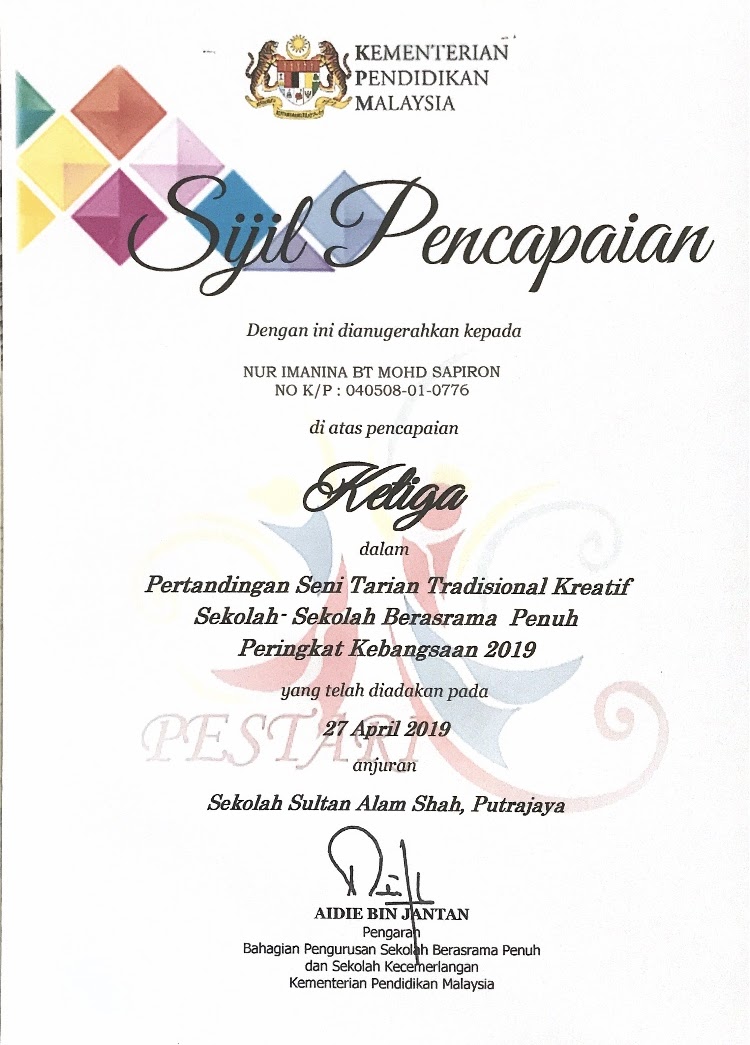 KEMENTERIAN
PENDIDIKAN
MALAYSIA
Sijil Pencapaian
Dengan ini dianugerahkan kepada
NUR IMANINA BT MOHD SAPIRON
NO K/P : 040508-01-0776
di atas pencapaian
Ketiga
dalam
Pertandingan Seni Tarian Tradisional Kreatif
Sekolah- Sekolah Berasrama Penuh
Peringkat Kebangsaan 2019
yang telah diadakan pada
PESTARI
27 April 2019
anjuran
Sekolah Sultan Alam Shah, Putrajaya
AIDIE BIN JANTAN
Pengarah
Bahagian Pengurusan Sekolah Berasrama Penuh
dan Sekolah Kecemerlangan
Kementerian Pendidikan Malaysia